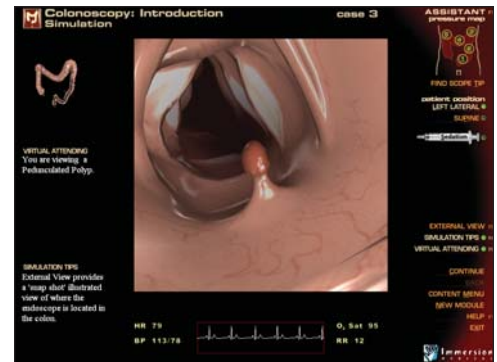 Colonoscopy: Introduction
Simulation
case 3
ASSISTANT
pressure map
FIND SCOPE TIP
patient position
LEFT LATERAL
SUPINE
Sedation
VIRTUAL ATTENDING
You are viewing a
Pedunculated Polyp.
SIMULATION TIPS
External View provides
a 'map shot' illustrated
view of where the
endoscope is located in
the colon.
EXTERNAL VIEW
SIMULATION TIPS
VIRTUAL ATTENDING
CONTINUE
BACK
CONTENT MENU
NEW MODULE
HELP
EXIT
HR 79
BP 113/78
O₂ Sat 95
RR 12
Immersion